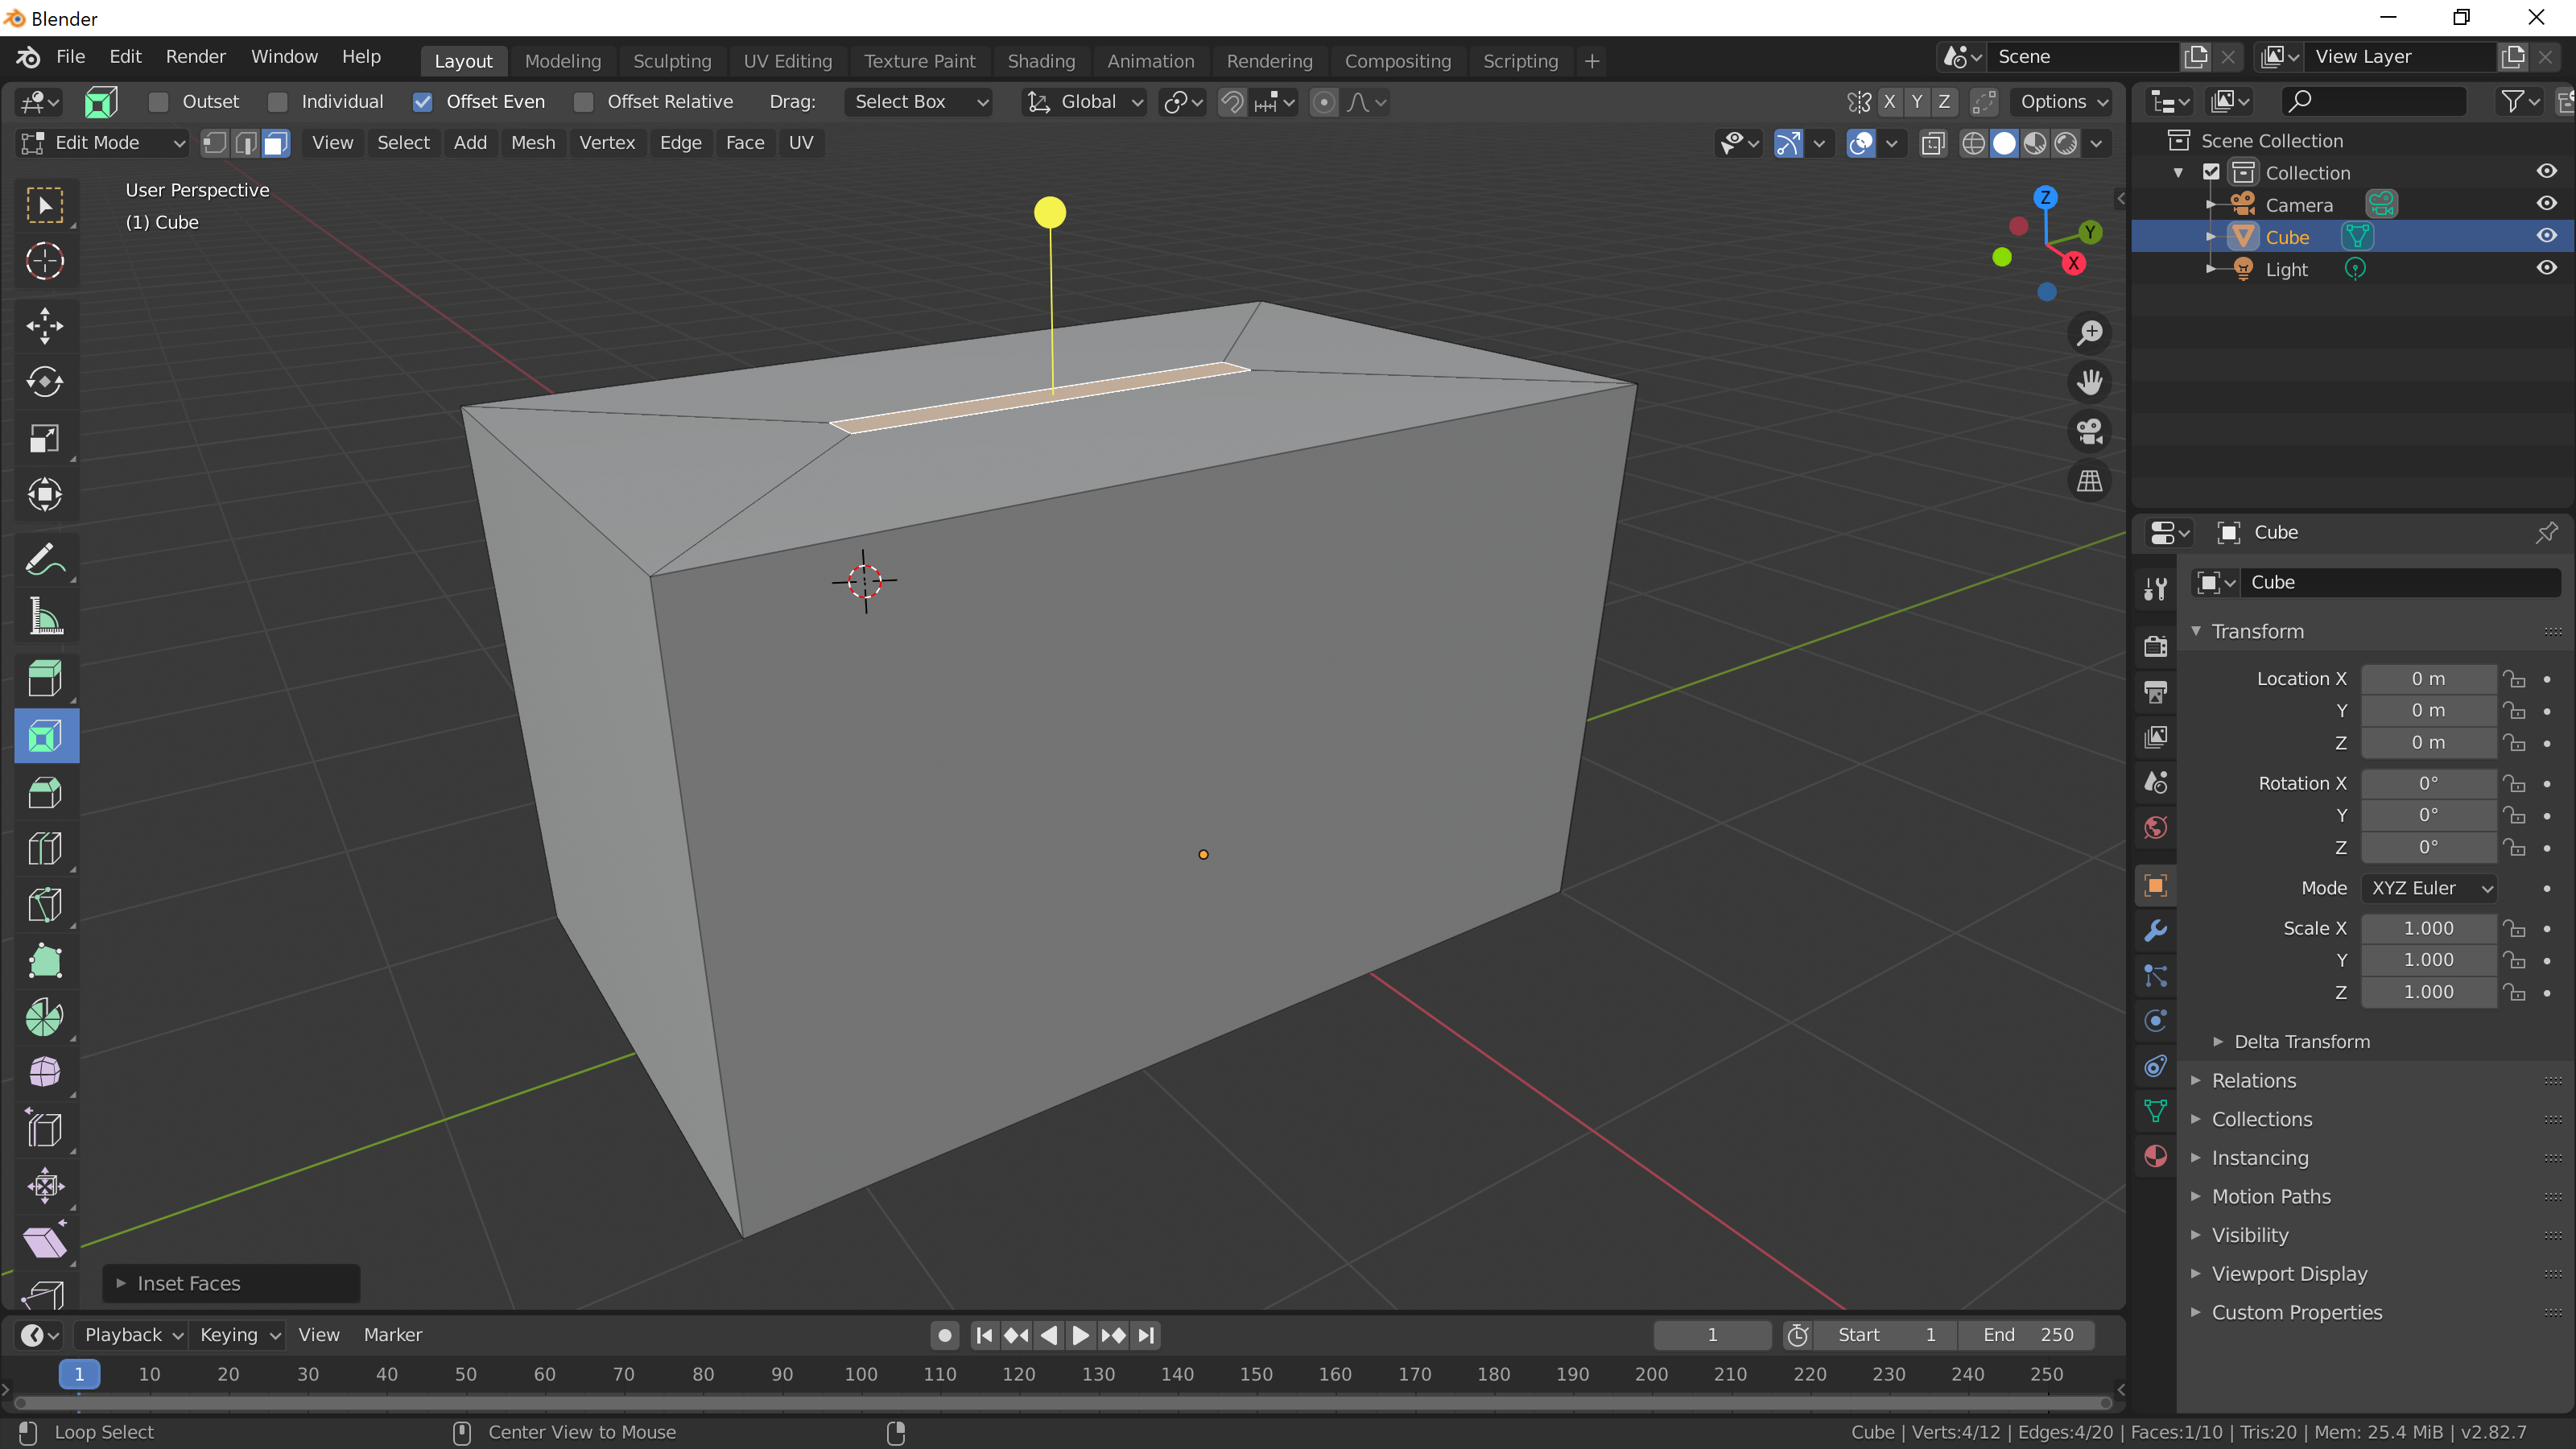 Blender
File Edit Render Window Help Layout Modeling Sculpting UV Editing Texture Paint Shading Animation Rendering Compositing Scripting + Scene View Layer
Outset Individual Offset Even Offset Relative Drag: Select Box Global X Y Z Options
Edit Mode View Select Add Mesh Vertex Edge Face UV
User Perspective
(1) Cube
Z
Y
X
Inset Faces
Scene Collection
Collection
Camera
Cube
Light
Cube
Cube
Transform
Location X 0 m
Y 0 m
Z 0 m
Rotation X 0°
Y 0°
Z 0°
Mode XYZ Euler
Scale X 1.000
Y 1.000
Z 1.000
Delta Transform
Relations
Collections
Instancing
Motion Paths
Visibility
Viewport Display
Custom Properties
Playback Keying View Marker 1 Start 1 End 250
1 10 20 30 40 50 60 70 80 90 100 110 120 130 140 150 160 170 180 190 200 210 220 230 240 250
Loop Select Center View to Mouse Cube | Verts:4/12 | Edges:4/20 | Faces:1/10 | Tris:20 | Mem: 25.4 MiB | v2.82.7